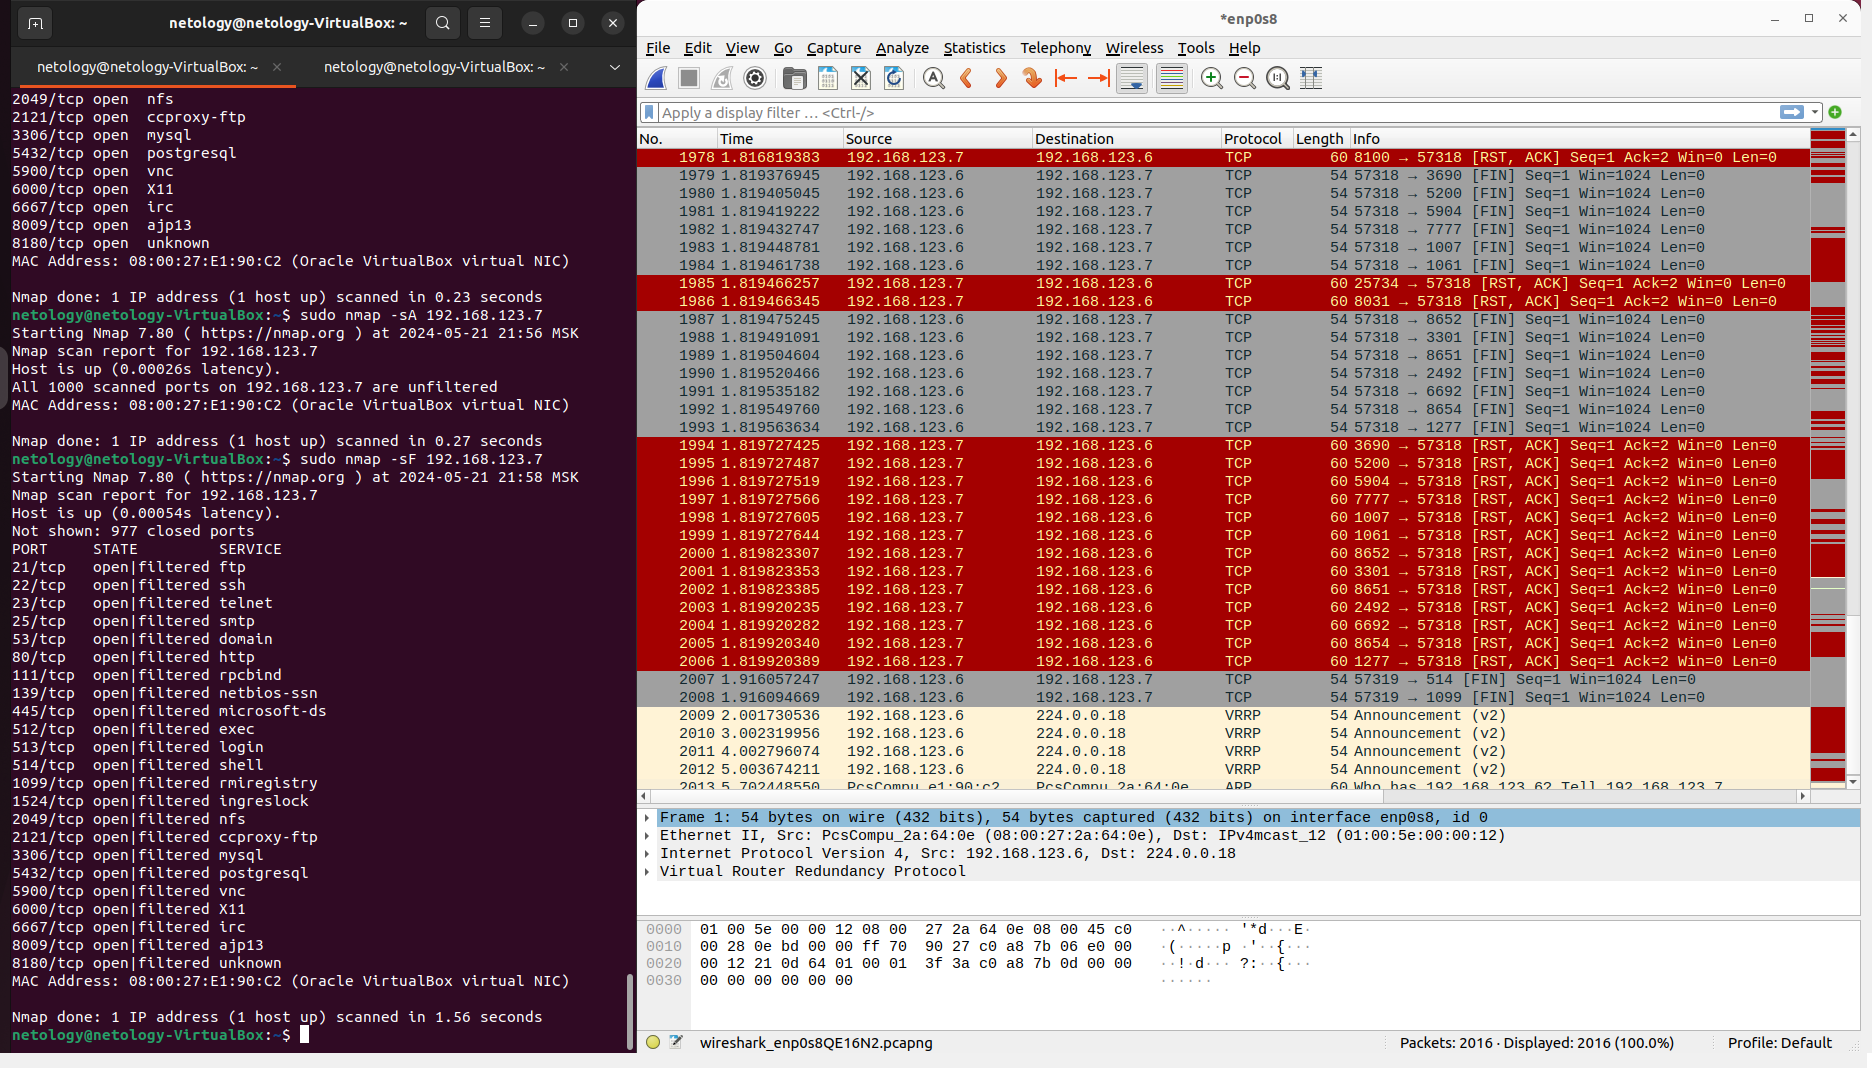 netology@netology-VirtualBox: ~
netology@netology-VirtualBox: ~ × netology@netology-VirtualBox: ~ ×
2049/tcp open  nfs
2121/tcp open  ccproxy-ftp
3306/tcp open  mysql
5432/tcp open  postgresql
5900/tcp open  vnc
6000/tcp open  X11
6667/tcp open  irc
8009/tcp open  ajp13
8180/tcp open  unknown
MAC Address: 08:00:27:E1:90:C2 (Oracle VirtualBox virtual NIC)
Nmap done: 1 IP address (1 host up) scanned in 0.23 seconds
netology@netology-VirtualBox:~$ sudo nmap -sA 192.168.123.7
Starting Nmap 7.80 ( https://nmap.org ) at 2024-05-21 21:56 MSK
Nmap scan report for 192.168.123.7
Host is up (0.00026s latency).
All 1000 scanned ports on 192.168.123.7 are unfiltered
MAC Address: 08:00:27:E1:90:C2 (Oracle VirtualBox virtual NIC)
Nmap done: 1 IP address (1 host up) scanned in 0.27 seconds
netology@netology-VirtualBox:~$ sudo nmap -sF 192.168.123.7
Starting Nmap 7.80 ( https://nmap.org ) at 2024-05-21 21:58 MSK
Nmap scan report for 192.168.123.7
Host is up (0.00054s latency).
Not shown: 977 closed ports
PORT     STATE         SERVICE
21/tcp   open|filtered ftp
22/tcp   open|filtered ssh
23/tcp   open|filtered telnet
25/tcp   open|filtered smtp
53/tcp   open|filtered domain
80/tcp   open|filtered http
111/tcp  open|filtered rpcbind
139/tcp  open|filtered netbios-ssn
445/tcp  open|filtered microsoft-ds
512/tcp  open|filtered exec
513/tcp  open|filtered login
514/tcp  open|filtered shell
1099/tcp open|filtered rmiregistry
1524/tcp open|filtered ingreslock
2049/tcp open|filtered nfs
2121/tcp open|filtered ccproxy-ftp
3306/tcp open|filtered mysql
5432/tcp open|filtered postgresql
5900/tcp open|filtered vnc
6000/tcp open|filtered X11
6667/tcp open|filtered irc
8009/tcp open|filtered ajp13
8180/tcp open|filtered unknown
MAC Address: 08:00:27:E1:90:C2 (Oracle VirtualBox virtual NIC)
Nmap done: 1 IP address (1 host up) scanned in 1.56 seconds
netology@netology-VirtualBox:~$
*enp0s8
File Edit View Go Capture Analyze Statistics Telephony Wireless Tools Help
Apply a display filter … <Ctrl-/>
No. Time Source Destination Protocol Length Info
1978 1.816819383 192.168.123.7 192.168.123.6 TCP 60 8100 → 57318 [RST, ACK] Seq=1 Ack=2 Win=0 Len=0
1979 1.819376945 192.168.123.6 192.168.123.7 TCP 54 57318 → 3690 [FIN] Seq=1 Win=1024 Len=0
1980 1.819405045 192.168.123.6 192.168.123.7 TCP 54 57318 → 5200 [FIN] Seq=1 Win=1024 Len=0
1981 1.819419222 192.168.123.6 192.168.123.7 TCP 54 57318 → 5904 [FIN] Seq=1 Win=1024 Len=0
1982 1.819432747 192.168.123.6 192.168.123.7 TCP 54 57318 → 7777 [FIN] Seq=1 Win=1024 Len=0
1983 1.819448781 192.168.123.6 192.168.123.7 TCP 54 57318 → 1007 [FIN] Seq=1 Win=1024 Len=0
1984 1.819461738 192.168.123.6 192.168.123.7 TCP 54 57318 → 1061 [FIN] Seq=1 Win=1024 Len=0
1985 1.819466257 192.168.123.7 192.168.123.6 TCP 60 25734 → 57318 [RST, ACK] Seq=1 Ack=2 Win=0 Len=0
1986 1.819466345 192.168.123.7 192.168.123.6 TCP 60 8031 → 57318 [RST, ACK] Seq=1 Ack=2 Win=0 Len=0
1987 1.819475245 192.168.123.6 192.168.123.7 TCP 54 57318 → 8652 [FIN] Seq=1 Win=1024 Len=0
1988 1.819491091 192.168.123.6 192.168.123.7 TCP 54 57318 → 3301 [FIN] Seq=1 Win=1024 Len=0
1989 1.819504604 192.168.123.6 192.168.123.7 TCP 54 57318 → 8651 [FIN] Seq=1 Win=1024 Len=0
1990 1.819520466 192.168.123.6 192.168.123.7 TCP 54 57318 → 2492 [FIN] Seq=1 Win=1024 Len=0
1991 1.819535182 192.168.123.6 192.168.123.7 TCP 54 57318 → 6692 [FIN] Seq=1 Win=1024 Len=0
1992 1.819549760 192.168.123.6 192.168.123.7 TCP 54 57318 → 8654 [FIN] Seq=1 Win=1024 Len=0
1993 1.819563634 192.168.123.6 192.168.123.7 TCP 54 57318 → 1277 [FIN] Seq=1 Win=1024 Len=0
1994 1.819727425 192.168.123.7 192.168.123.6 TCP 60 3690 → 57318 [RST, ACK] Seq=1 Ack=2 Win=0 Len=0
1995 1.819727487 192.168.123.7 192.168.123.6 TCP 60 5200 → 57318 [RST, ACK] Seq=1 Ack=2 Win=0 Len=0
1996 1.819727519 192.168.123.7 192.168.123.6 TCP 60 5904 → 57318 [RST, ACK] Seq=1 Ack=2 Win=0 Len=0
1997 1.819727566 192.168.123.7 192.168.123.6 TCP 60 7777 → 57318 [RST, ACK] Seq=1 Ack=2 Win=0 Len=0
1998 1.819727605 192.168.123.7 192.168.123.6 TCP 60 1007 → 57318 [RST, ACK] Seq=1 Ack=2 Win=0 Len=0
1999 1.819727644 192.168.123.7 192.168.123.6 TCP 60 1061 → 57318 [RST, ACK] Seq=1 Ack=2 Win=0 Len=0
2000 1.819823307 192.168.123.7 192.168.123.6 TCP 60 8652 → 57318 [RST, ACK] Seq=1 Ack=2 Win=0 Len=0
2001 1.819823353 192.168.123.7 192.168.123.6 TCP 60 3301 → 57318 [RST, ACK] Seq=1 Ack=2 Win=0 Len=0
2002 1.819823385 192.168.123.7 192.168.123.6 TCP 60 8651 → 57318 [RST, ACK] Seq=1 Ack=2 Win=0 Len=0
2003 1.819920235 192.168.123.7 192.168.123.6 TCP 60 2492 → 57318 [RST, ACK] Seq=1 Ack=2 Win=0 Len=0
2004 1.819920282 192.168.123.7 192.168.123.6 TCP 60 6692 → 57318 [RST, ACK] Seq=1 Ack=2 Win=0 Len=0
2005 1.819920340 192.168.123.7 192.168.123.6 TCP 60 8654 → 57318 [RST, ACK] Seq=1 Ack=2 Win=0 Len=0
2006 1.819920389 192.168.123.7 192.168.123.6 TCP 60 1277 → 57318 [RST, ACK] Seq=1 Ack=2 Win=0 Len=0
2007 1.916057247 192.168.123.6 192.168.123.7 TCP 54 57319 → 514 [FIN] Seq=1 Win=1024 Len=0
2008 1.916094669 192.168.123.6 192.168.123.7 TCP 54 57319 → 1099 [FIN] Seq=1 Win=1024 Len=0
2009 2.001730536 192.168.123.6 224.0.0.18 VRRP 54 Announcement (v2)
2010 3.002319956 192.168.123.6 224.0.0.18 VRRP 54 Announcement (v2)
2011 4.002796074 192.168.123.6 224.0.0.18 VRRP 54 Announcement (v2)
2012 5.003674211 192.168.123.6 224.0.0.18 VRRP 54 Announcement (v2)
2013 5.702448550 PcsCompu_e1:90:c2 PcsCompu_2a:64:0e ARP 60 Who has 192.168.123.6? Tell 192.168.123.7
Frame 1: 54 bytes on wire (432 bits), 54 bytes captured (432 bits) on interface enp0s8, id 0
Ethernet II, Src: PcsCompu_2a:64:0e (08:00:27:2a:64:0e), Dst: IPv4mcast_12 (01:00:5e:00:00:12)
Internet Protocol Version 4, Src: 192.168.123.6, Dst: 224.0.0.18
Virtual Router Redundancy Protocol
0000 01 00 5e 00 00 12 08 00 27 2a 64 0e 08 00 45 c0 ··^····· '*d···E·
0010 00 28 0e bd 00 00 ff 70 90 27 c0 a8 7b 06 e0 00 ·(·····p ·'··{···
0020 00 12 21 0d 64 01 00 01 3f 3a c0 a8 7b 0d 00 00 ··!·d··· ?:··{···
0030 00 00 00 00 00 00 ······
wireshark_enp0s8QE16N2.pcapng Packets: 2016 · Displayed: 2016 (100.0%) Profile: Default